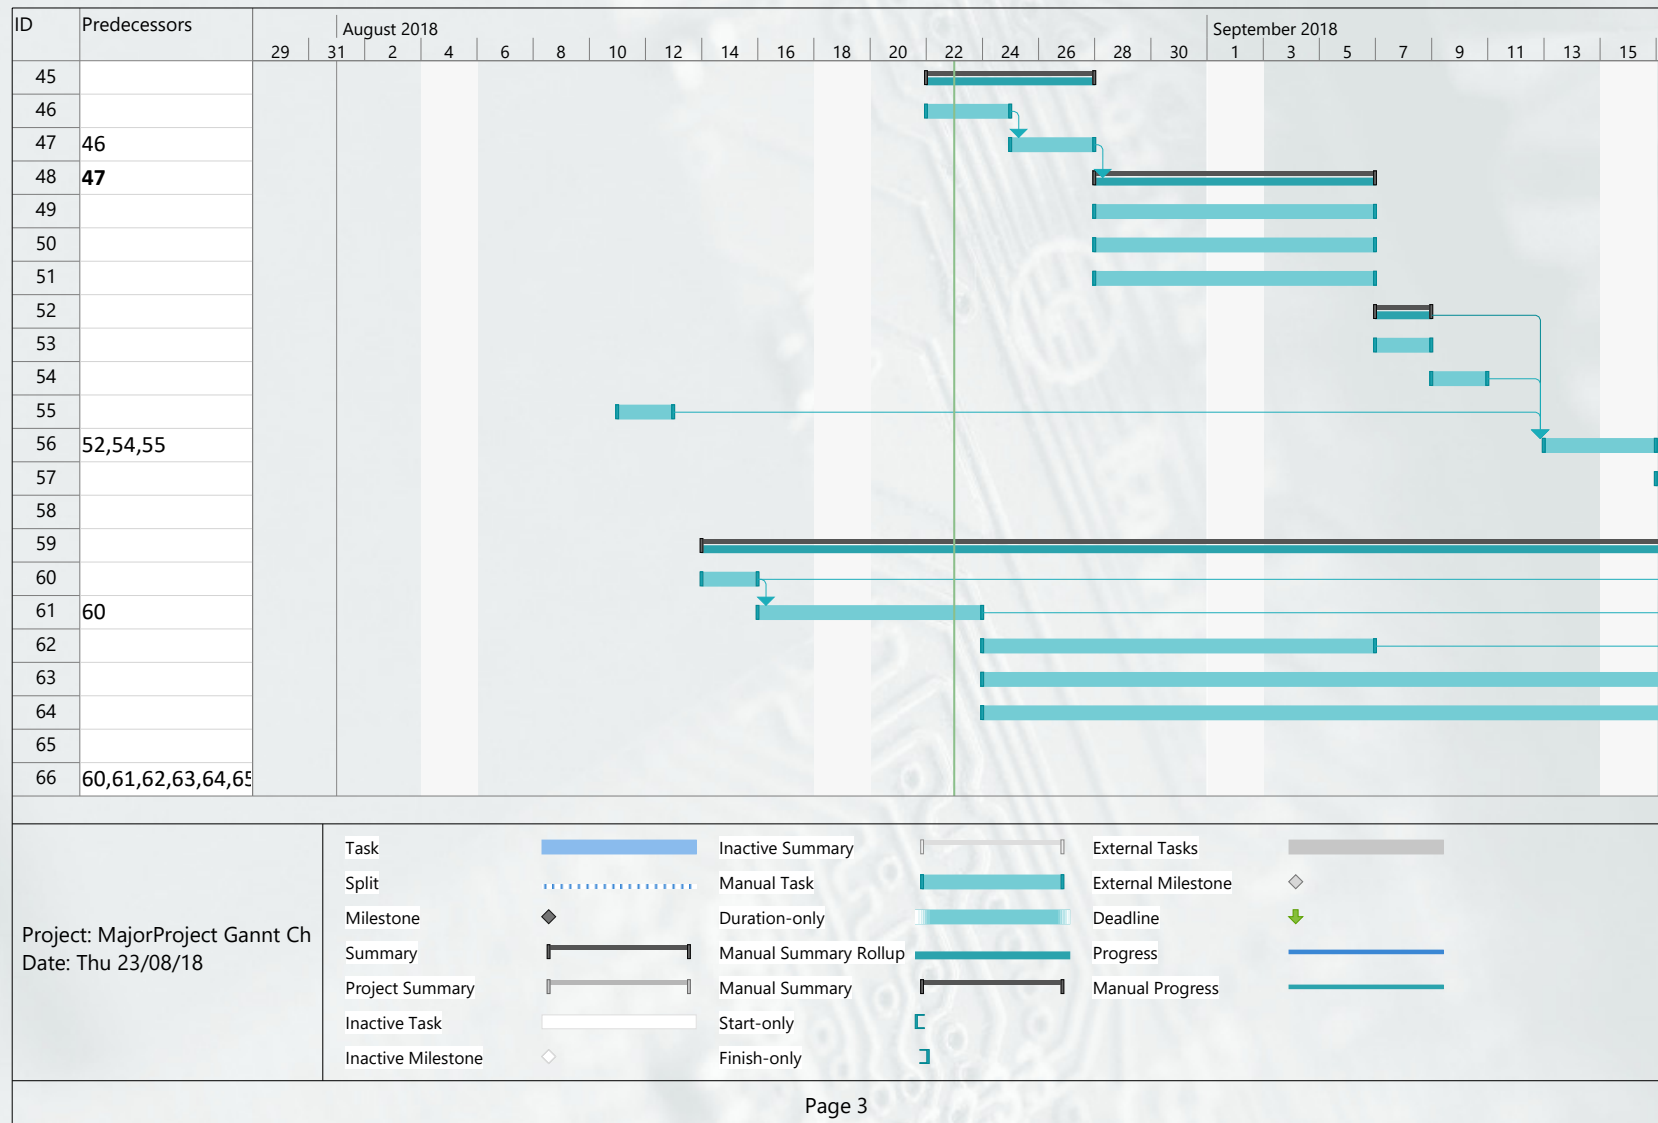 ID Predecessors August 2018 September 2018
29 31 2 4 6 8 10 12 14 16 18 20 22 24 26 28 30 1 3 5 7 9 11 13 15
45
46
47 46
48 47
49
50
51
52
53
54
55
56 52,54,55
57
58
59
60
61 60
62
63
64
65
66 60,61,62,63,64,65
Project: MajorProject Gannt Ch
Date: Thu 23/08/18
Task Inactive Summary External Tasks
Split Manual Task External Milestone
Milestone Duration-only Deadline
Summary Manual Summary Rollup Progress
Project Summary Manual Summary Manual Progress
Inactive Task Start-only
Inactive Milestone Finish-only
Page 3